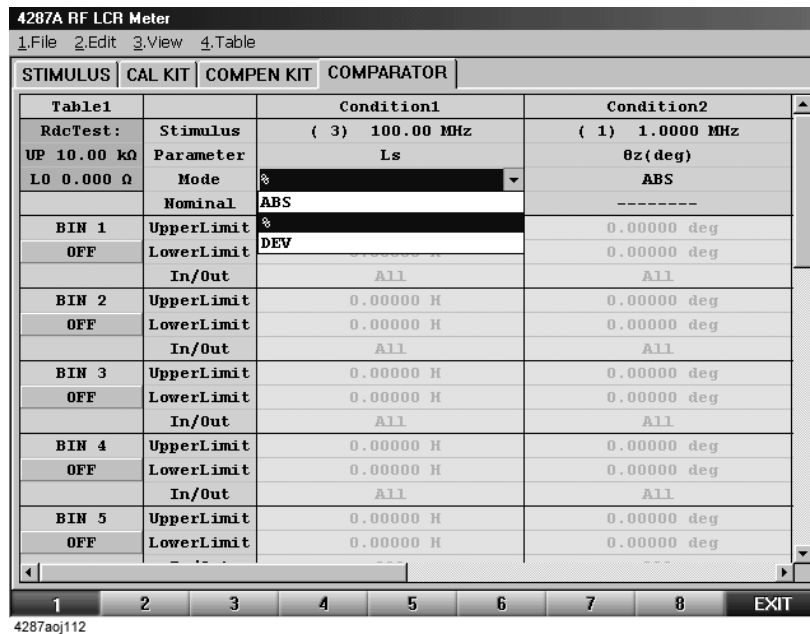 4287A RF LCR Meter
1.File 2.Edit 3.View 4.Table
STIMULUS CAL KIT COMPEN KIT COMPARATOR
Table1 Condition1 Condition2
RdcTest: Stimulus ( 3) 100.00 MHz ( 1) 1.0000 MHz
UP 10.00 kΩ Parameter Ls θz(deg)
LO 0.000 Ω Mode % ABS
Nominal ABS --------
BIN 1 UpperLimit % 0.00000 deg
OFF LowerLimit DEV 0.00000 deg
In/Out All All
BIN 2 UpperLimit 0.00000 H 0.00000 deg
OFF LowerLimit 0.00000 H 0.00000 deg
In/Out All All
BIN 3 UpperLimit 0.00000 H 0.00000 deg
OFF LowerLimit 0.00000 H 0.00000 deg
In/Out All All
BIN 4 UpperLimit 0.00000 H 0.00000 deg
OFF LowerLimit 0.00000 H 0.00000 deg
In/Out All All
BIN 5 UpperLimit 0.00000 H 0.00000 deg
OFF LowerLimit 0.00000 H 0.00000 deg
1 2 3 4 5 6 7 8 EXIT
4287aoj112